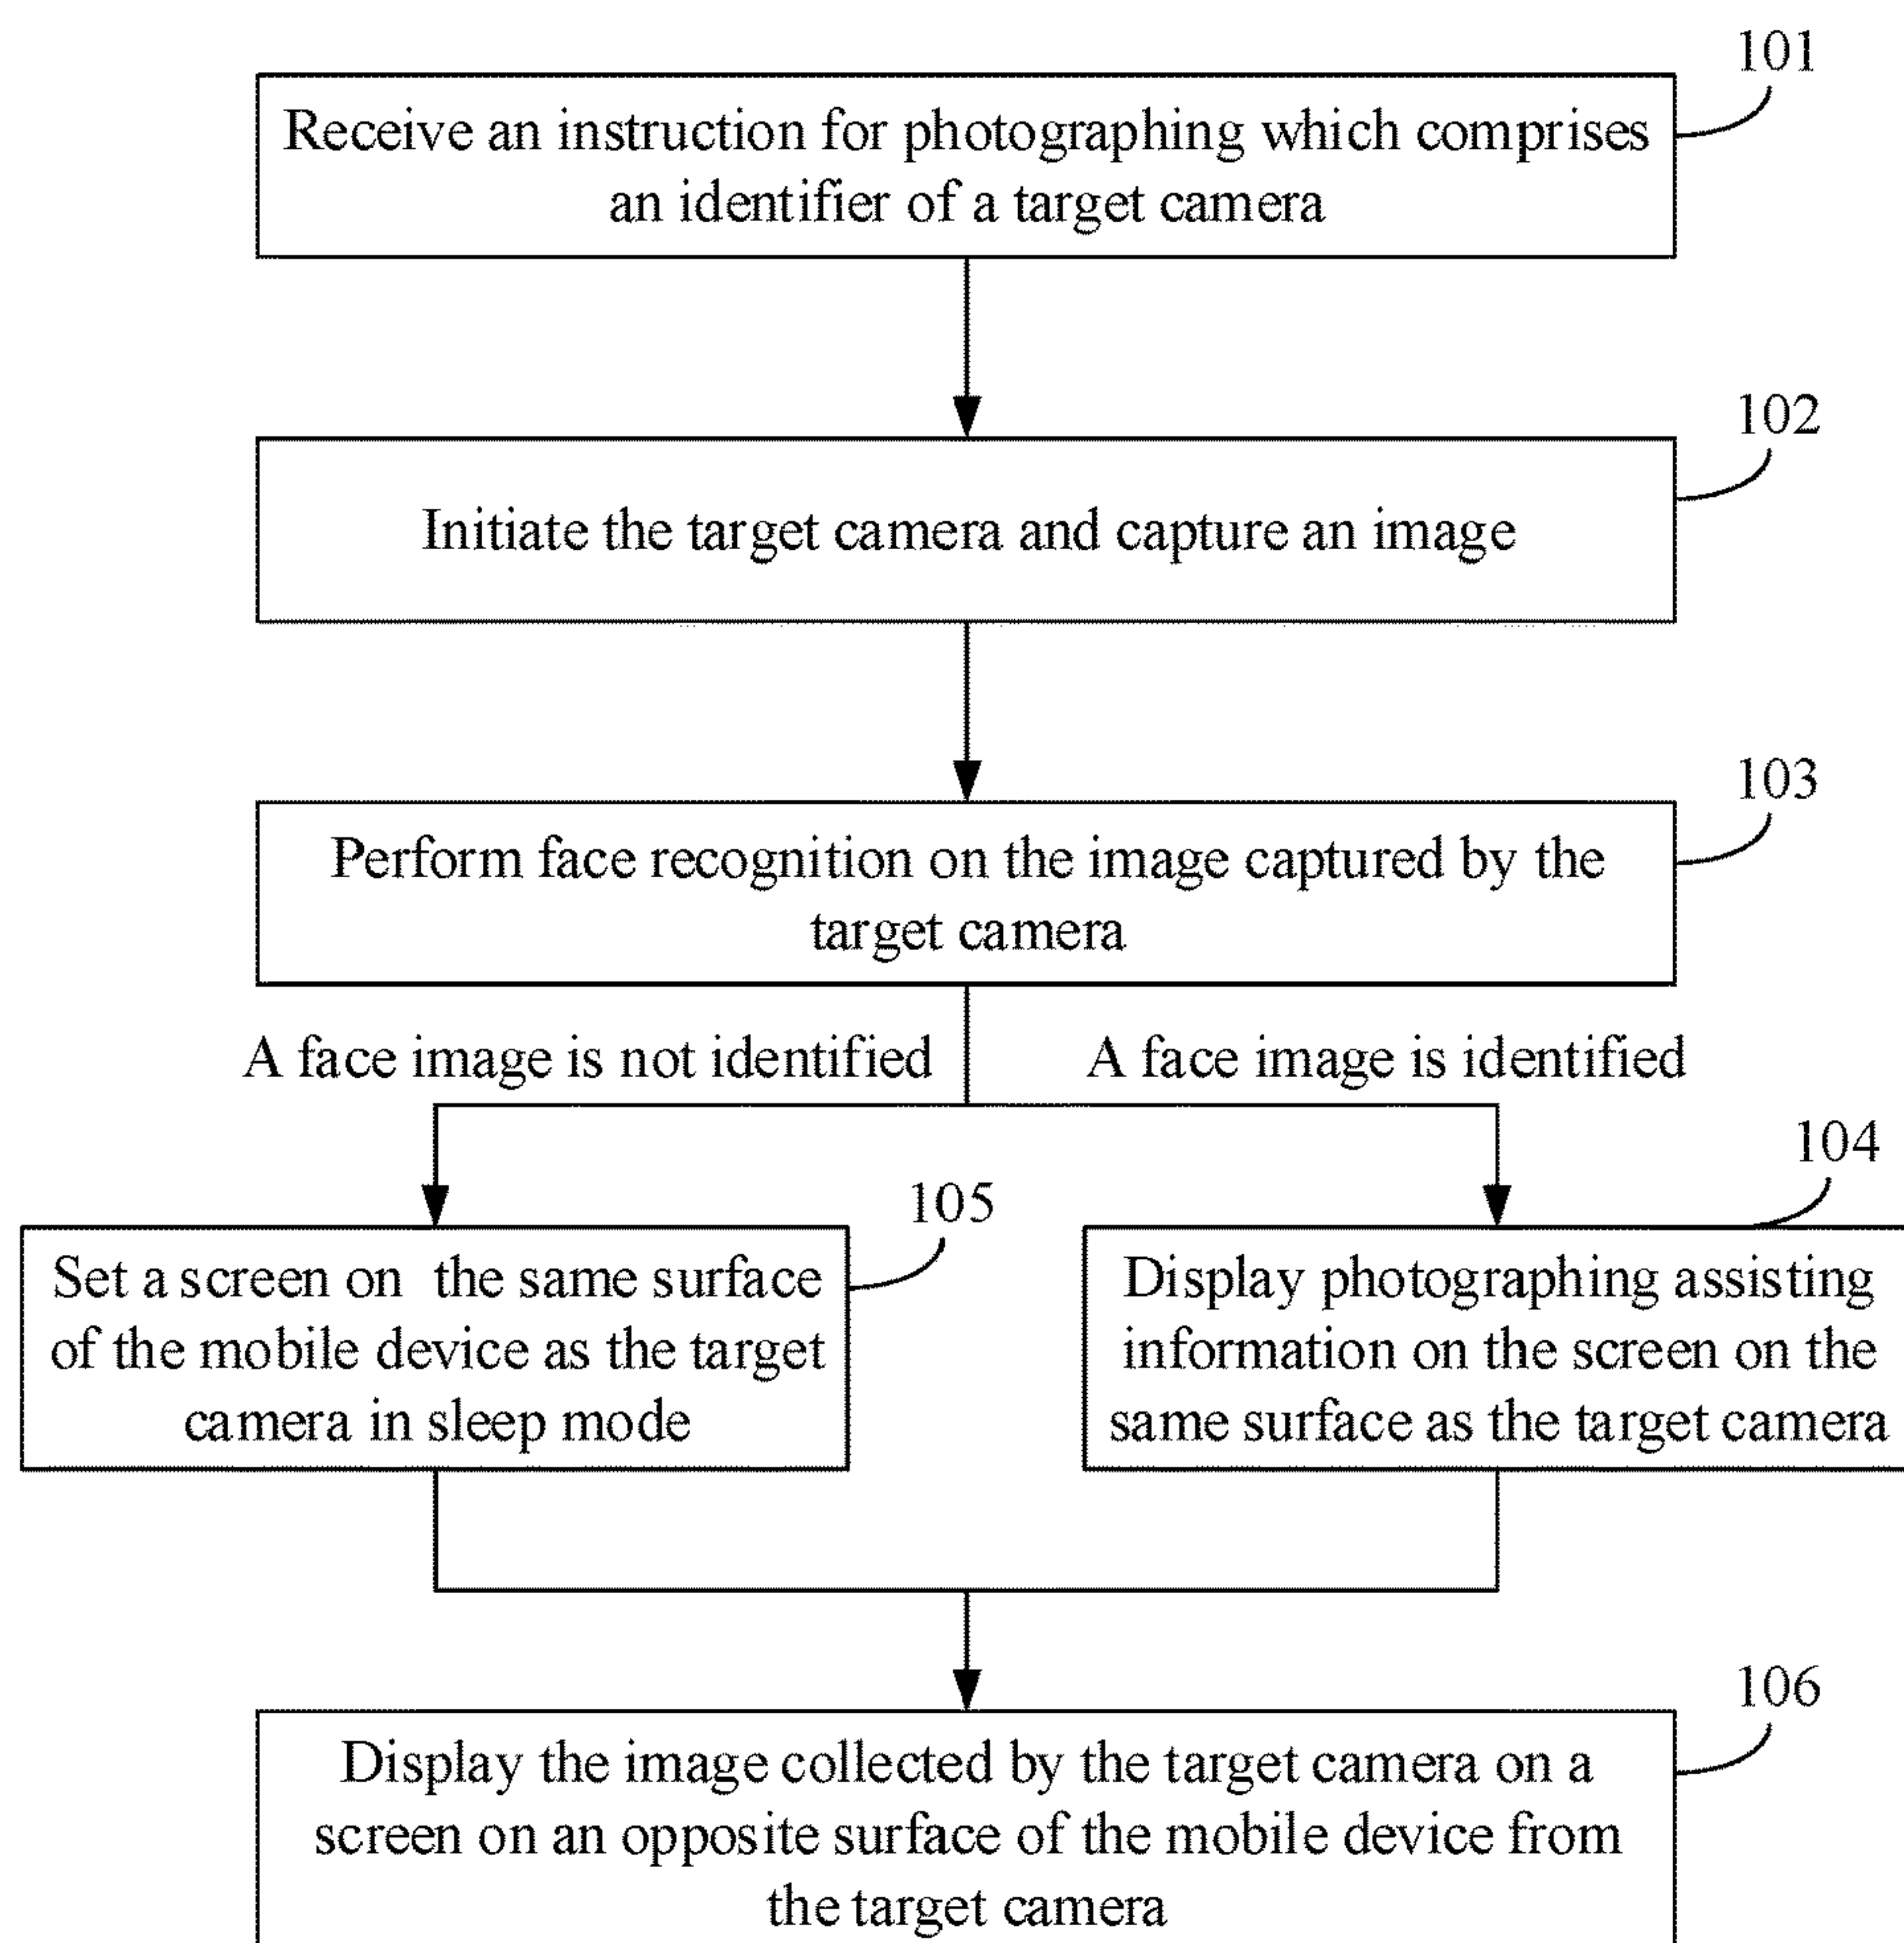 101
Receive an instruction for photographing which comprises
an identifier of a target camera
102
Initiate the target camera and capture an image
103
Perform face recognition on the image captured by the
target camera
A face image is not identified
A face image is identified
105
Set a screen on the same surface
of the mobile device as the target
camera in sleep mode
104
Display photographing assisting
information on the screen on the
same surface as the target camera
106
Display the image collected by the target camera on a
screen on an opposite surface of the mobile device from
the target camera